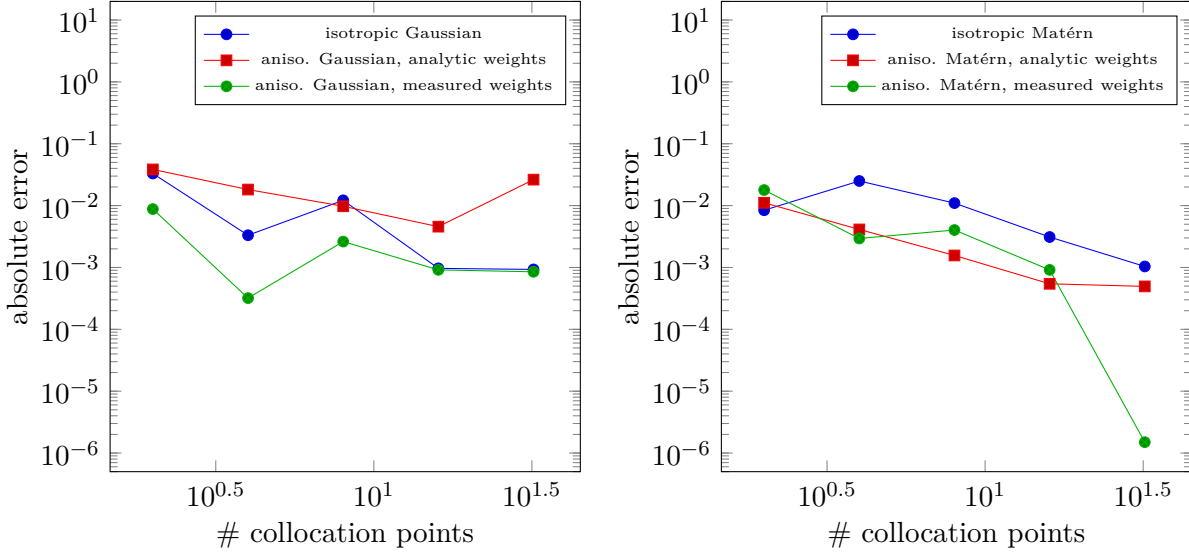 10^1
10^0
10^-1
10^-2
10^-3
10^-4
10^-5
10^-6
absolute error
isotropic Gaussian
aniso. Gaussian, analytic weights
aniso. Gaussian, measured weights
10^0.5
10^1
10^1.5
# collocation points
10^1
10^0
10^-1
10^-2
10^-3
10^-4
10^-5
10^-6
absolute error
isotropic Matérn
aniso. Matérn, analytic weights
aniso. Matérn, measured weights
10^0.5
10^1
10^1.5
# collocation points